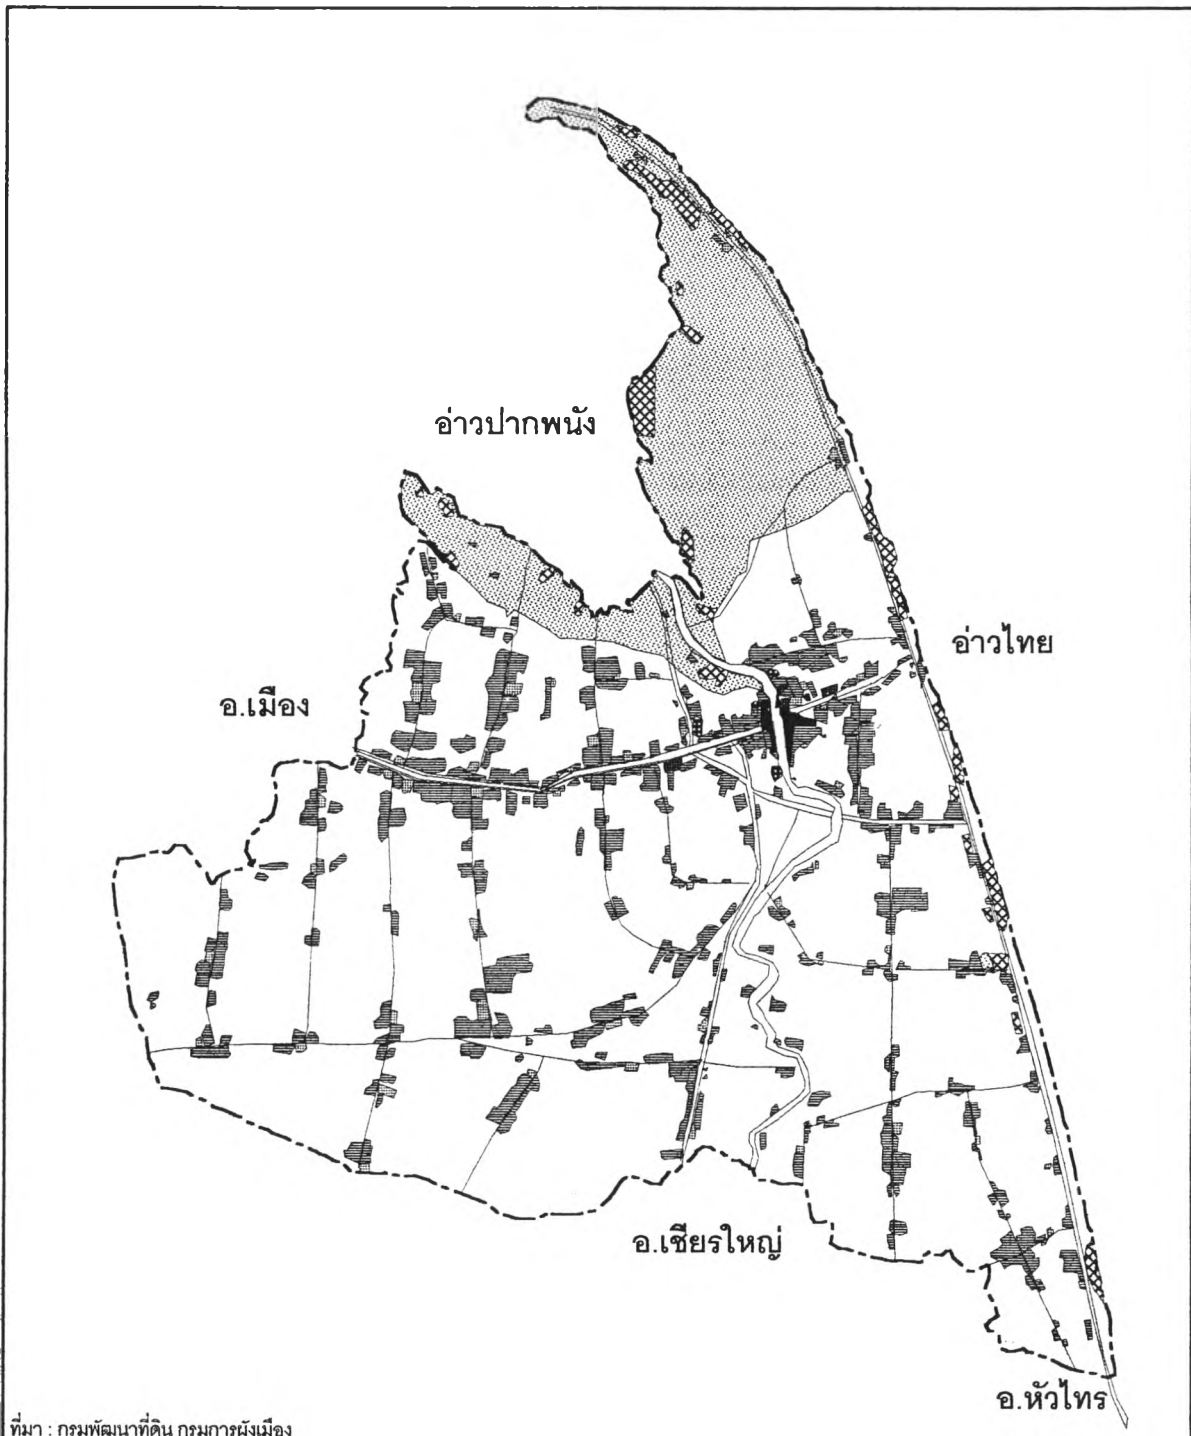 อ่าวปากพนัง
อ่าวไทย
อ.เมือง
อ.เชียรใหญ่
อ.หัวไทร
ที่มา : กรมพัฒนาที่ดิน กรมการผังเมือง